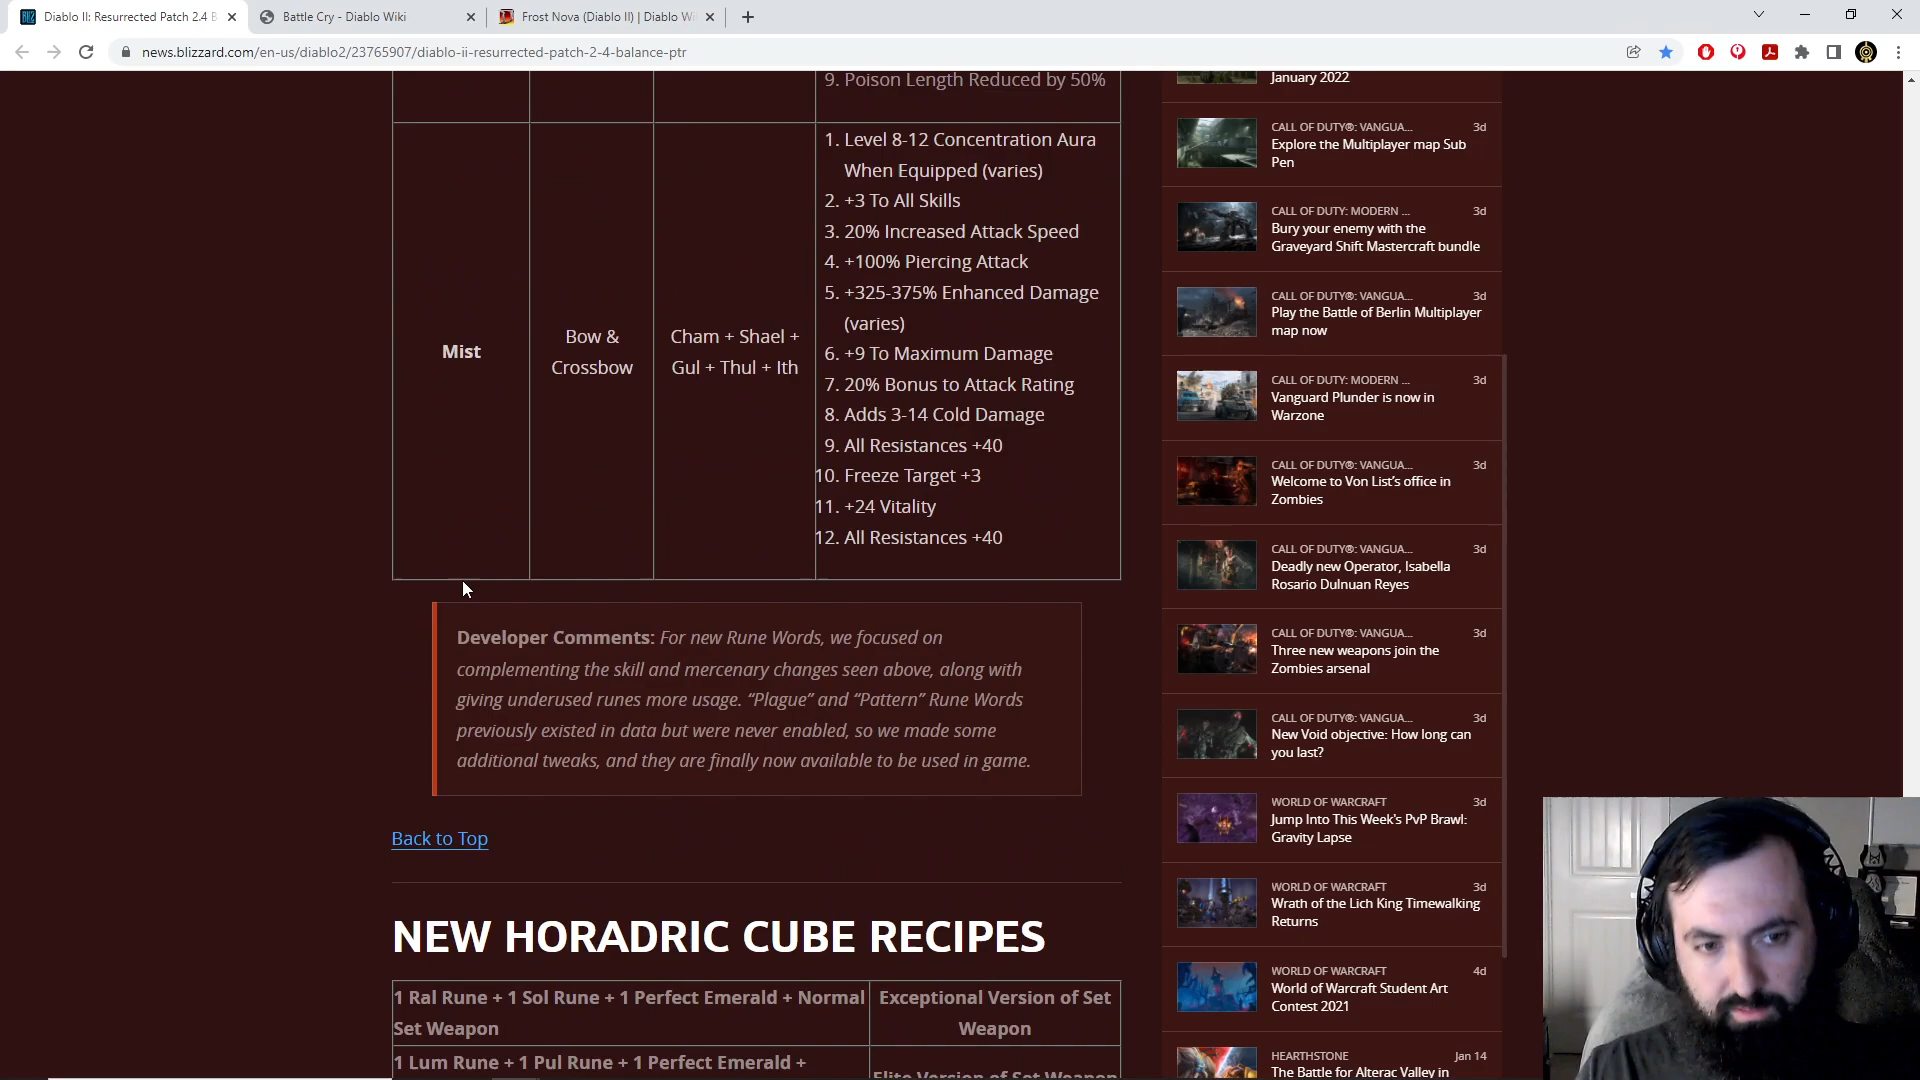 Diablo II: Resurrected Patch 2.4 B
Battle Cry - Diablo Wiki
Frost Nova (Diablo II) | Diablo Wi
news.blizzard.com/en-us/diablo2/23765907/diablo-ii-resurrected-patch-2-4-balance-ptr
9. Poison Length Reduced by 50%
Mist
Bow &
Crossbow
Cham + Shael +
Gul + Thul + Ith
1. Level 8-12 Concentration Aura
When Equipped (varies)
2. +3 To All Skills
3. 20% Increased Attack Speed
4. +100% Piercing Attack
5. +325-375% Enhanced Damage
(varies)
6. +9 To Maximum Damage
7. 20% Bonus to Attack Rating
8. Adds 3-14 Cold Damage
9. All Resistances +40
10. Freeze Target +3
11. +24 Vitality
12. All Resistances +40
Developer Comments: For new Rune Words, we focused on
complementing the skill and mercenary changes seen above, along with
giving underused runes more usage. “Plague” and “Pattern” Rune Words
previously existed in data but were never enabled, so we made some
additional tweaks, and they are finally now available to be used in game.
Back to Top
NEW HORADRIC CUBE RECIPES
1 Ral Rune + 1 Sol Rune + 1 Perfect Emerald + Normal
Set Weapon
Exceptional Version of Set
Weapon
1 Lum Rune + 1 Pul Rune + 1 Perfect Emerald +
Elite Version of Set Weapon
January 2022
CALL OF DUTY®: VANGUA... 3d
Explore the Multiplayer map Sub
Pen
CALL OF DUTY: MODERN ... 3d
Bury your enemy with the
Graveyard Shift Mastercraft bundle
CALL OF DUTY®: VANGUA... 3d
Play the Battle of Berlin Multiplayer
map now
CALL OF DUTY: MODERN ... 3d
Vanguard Plunder is now in
Warzone
CALL OF DUTY®: VANGUA... 3d
Welcome to Von List’s office in
Zombies
CALL OF DUTY®: VANGUA... 3d
Deadly new Operator, Isabella
Rosario Dulnuan Reyes
CALL OF DUTY®: VANGUA... 3d
Three new weapons join the
Zombies arsenal
CALL OF DUTY®: VANGUA... 3d
New Void objective: How long can
you last?
WORLD OF WARCRAFT 3d
Jump Into This Week's PvP Brawl:
Gravity Lapse
WORLD OF WARCRAFT 3d
Wrath of the Lich King Timewalking
Returns
WORLD OF WARCRAFT 4d
World of Warcraft Student Art
Contest 2021
HEARTHSTONE Jan 14
The Battle for Alterac Valley in